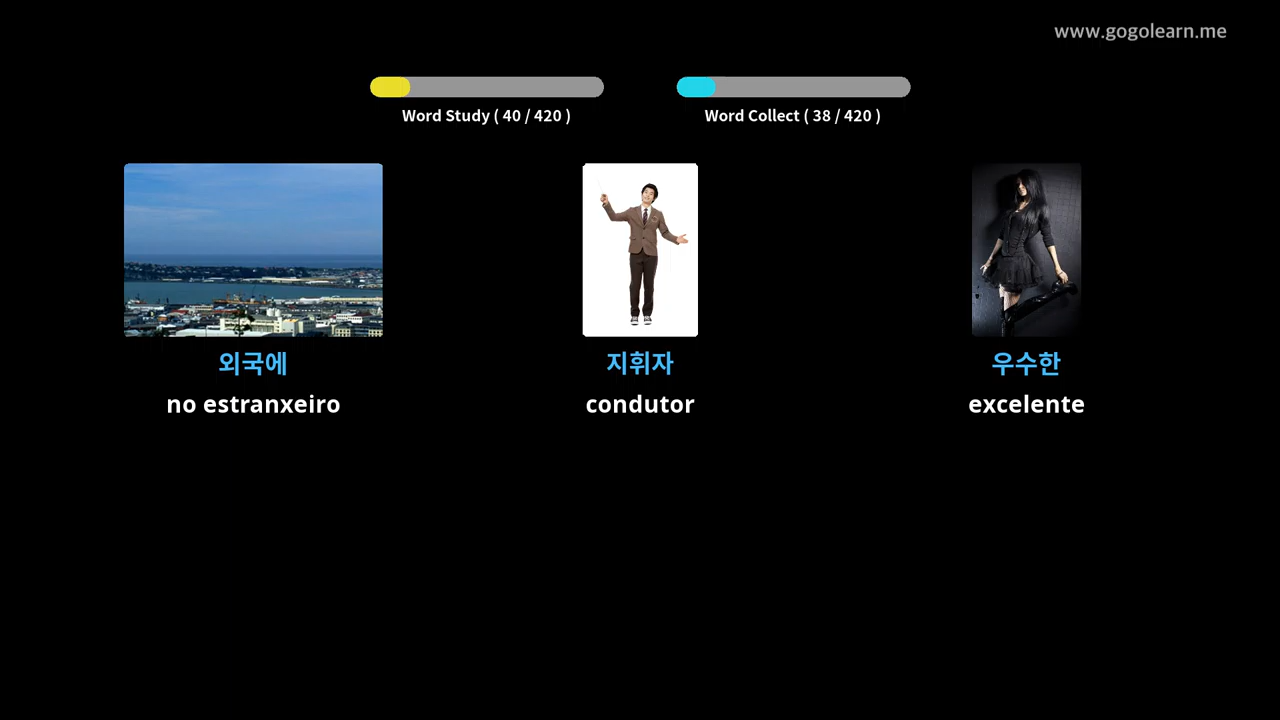 www.gogolearn.me
Word Study ( 40 / 420 )
Word Collect ( 38 / 420 )
외국에
지휘자
우수한
no estranxeiro
condutor
excelente